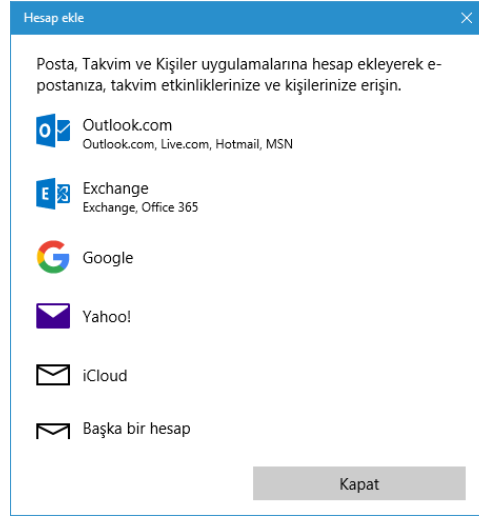 Hesap ekle
Posta, Takvim ve Kişiler uygulamalarına hesap ekleyerek e-
postanıza, takvim etkinliklerinize ve kişilerinize erişin.
Outlook.com
Outlook.com, Live.com, Hotmail, MSN
Exchange
Exchange, Office 365
Google
Yahoo!
iCloud
Başka bir hesap
Kapat